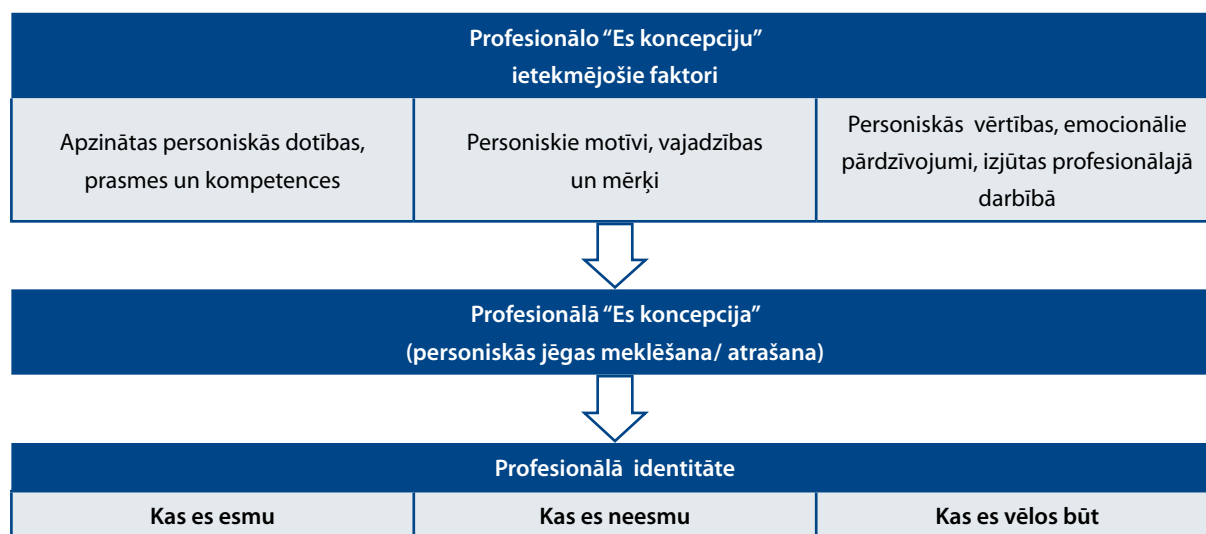 Profesionālo “Es koncepciju”
ietekmējošie faktori
Apzinātas personiskās dotības,
prasmes un kompetences
Personiskie motīvi, vajadzības
un mērķi
Personiskās vērtības, emocionālie
pārdzīvojumi, izjūtas profesionālajā
darbībā
Profesionālā “Es koncepcija”
(personiskās jēgas meklēšana/ atrašana)
Profesionālā identitāte
Kas es esmu
Kas es neesmu
Kas es vēlos būt